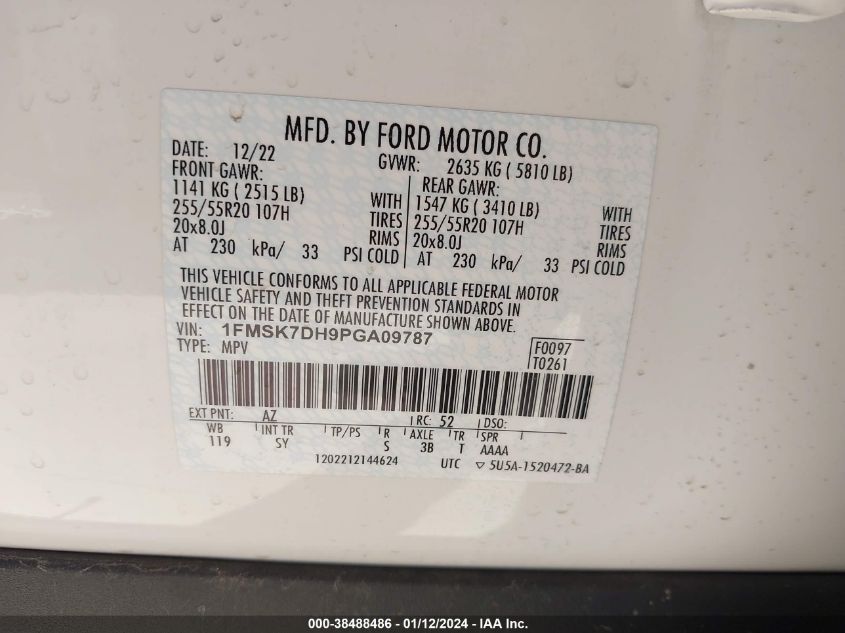 MFD. BY FORD MOTOR CO.
DATE: 12/22 GVWR: 2635 KG ( 5810 LB)
FRONT GAWR: REAR GAWR:
1141 KG ( 2515 LB) WITH 1547 KG ( 3410 LB) WITH
255/55R20 107H TIRES 255/55R20 107H TIRES
20x8.0J RIMS 20x8.0J RIMS
AT 230 kPa/ 33 PSI COLD AT 230 kPa/ 33 PSI COLD
THIS VEHICLE CONFORMS TO ALL APPLICABLE FEDERAL MOTOR
VEHICLE SAFETY AND THEFT PREVENTION STANDARDS IN
EFFECT ON THE DATE OF MANUFACTURE SHOWN ABOVE.
VIN: 1FMSK7DH9PGA09787 F0097
TYPE: MPV T0261
EXT PNT: AZ RC: 52 DSO:
WB INT TR TP/PS R AXLE TR SPR
119 SY S 3B T AAAA
1202212144624 UTC ▽ 5U5A-1520472-BA
000-38488486 - 01/12/2024 - IAA Inc.